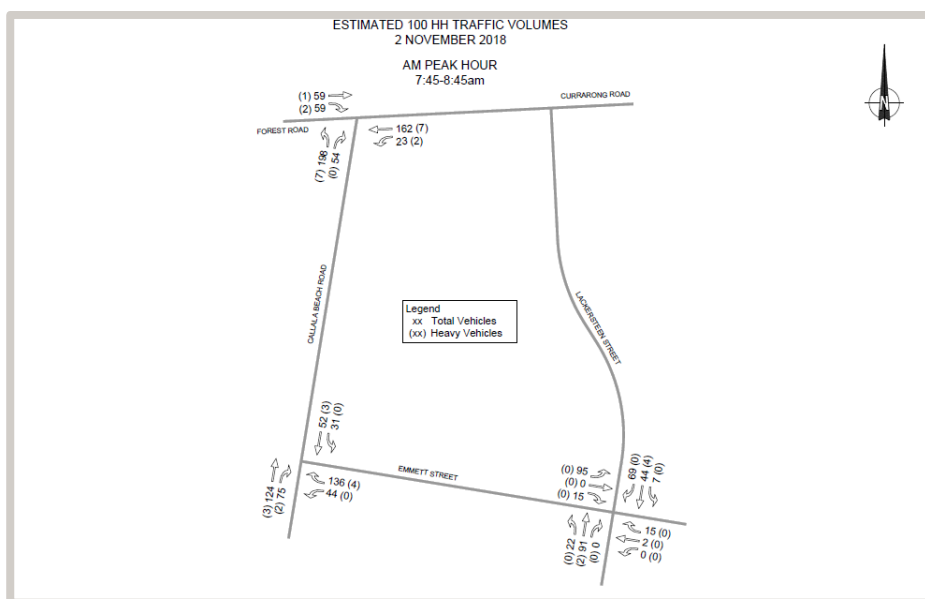 ESTIMATED 100 HH TRAFFIC VOLUMES
2 NOVEMBER 2018
AM PEAK HOUR
7:45-8:45am
(1) 59
(2) 59
CURRARONG ROAD
N
FOREST ROAD
162 (7)
23 (2)
(7) 198
(0) 54
CALLALA BEACH ROAD
LACKERSTEEN STREET
Legend
xx Total Vehicles
(xx) Heavy Vehicles
52 (3)
31 (0)
EMMETT STREET
(3) 124
(2) 75
136 (4)
44 (0)
(0) 95
(0) 0
(0) 15
69 (0)
44 (4)
7 (0)
(0) 22
(2) 91
(0) 0
15 (0)
2 (0)
0 (0)